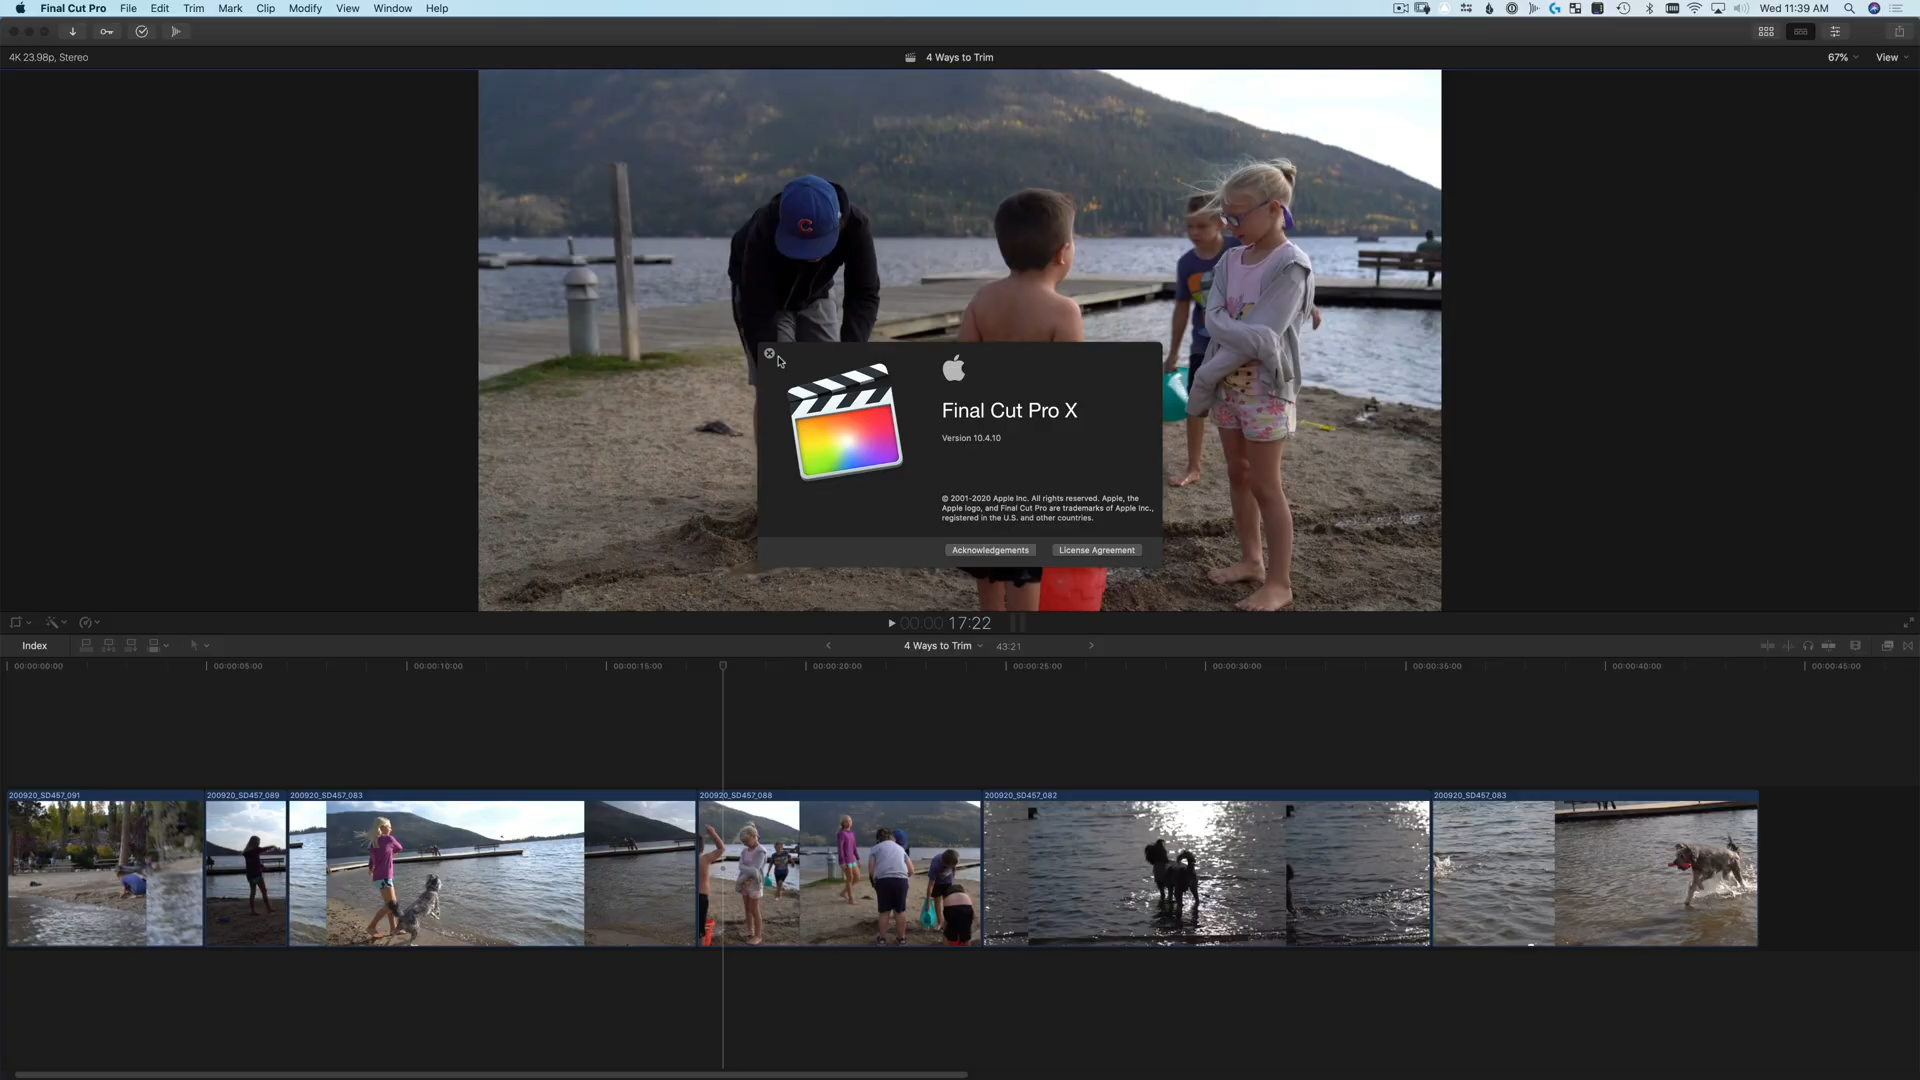 Final Cut Pro File Edit Trim Mark Clip Modify View Window Help Wed 11:39 AM
4K 23.98p, Stereo 4 Ways to Trim 67% View
C
Final Cut Pro X
Version 10.4.10
© 2001-2020 Apple Inc. All rights reserved. Apple, the
Apple logo, and Final Cut Pro are trademarks of Apple Inc.,
registered in the U.S. and other countries.
Acknowledgements License Agreement
00:00:00 17:22
Index 4 Ways to Trim 43:21
00:00:00:00 00:00:05:00 00:00:10:00 00:00:15:00 00:00:20:00 00:00:25:00 00:00:30:00 00:00:35:00 00:00:40:00 00:00:45:00
200920_SD457_091 200920_SD457_089 200920_SD457_083 200920_SD457_088 200920_SD457_082 200920_SD457_083